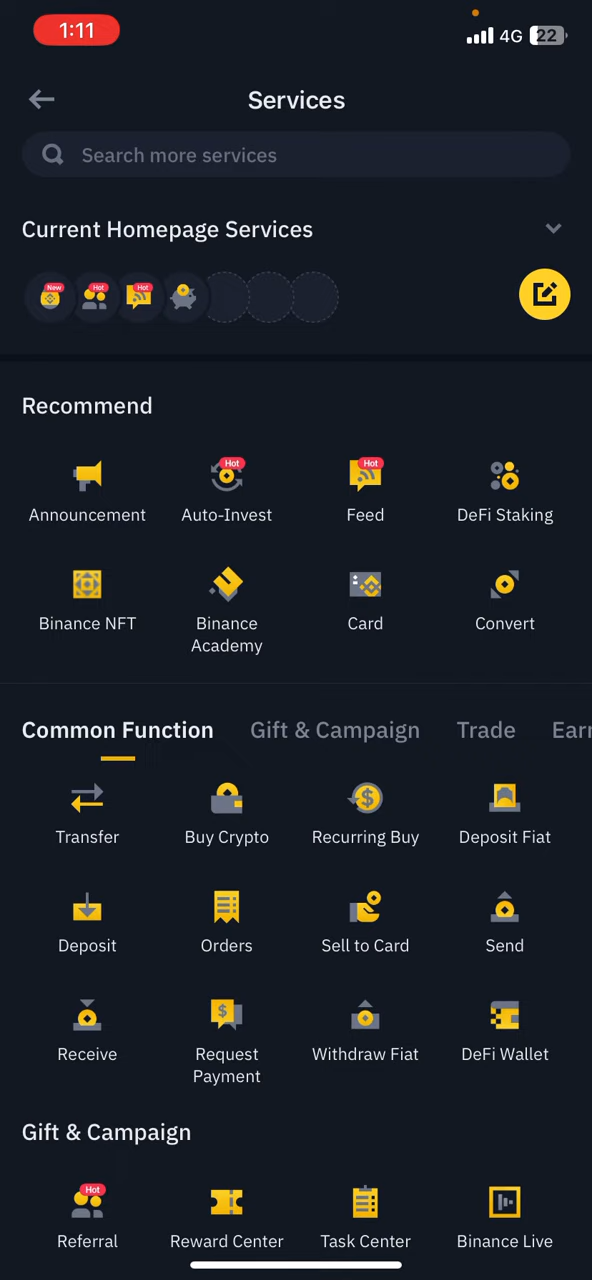 1:11
4G 22
Services
Search more services
Current Homepage Services
New Hot Hot
Recommend
Hot Hot
Announcement Auto-Invest Feed DeFi Staking
Binance NFT Binance Academy Card Convert
Common Function Gift & Campaign Trade Earn
Transfer Buy Crypto Recurring Buy Deposit Fiat
Deposit Orders Sell to Card Send
Receive Request Payment Withdraw Fiat DeFi Wallet
Gift & Campaign
Hot
Referral Reward Center Task Center Binance Live